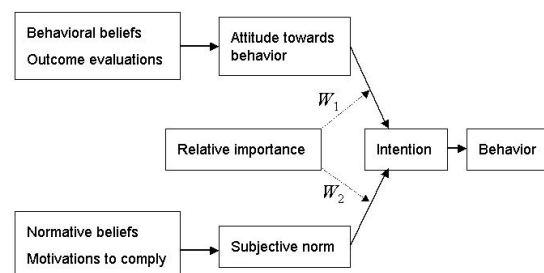 Behavioral beliefs
Outcome evaluations
Attitude towards
behavior
W1
Relative importance
Intention
Behavior
W2
Normative beliefs
Motivations to comply
Subjective norm